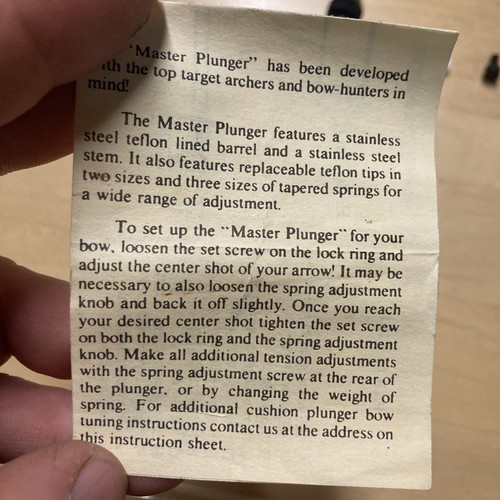 'Master Plunger" has been developed
with the top target archers and bow-hunters in
mind!
The Master Plunger features a stainless
steel teflon lined barrel and a stainless steel
stem. It also features replaceable teflon tips in
two sizes and three sizes of tapered springs for
a wide range of adjustment.
To set up the "Master Plunger" for your
bow, loosen the set screw on the lock ring and
adjust the center shot of your arrow! It may be
necessary to also loosen the spring adjustment
knob and back it off slightly. Once you reach
your desired center shot tighten the set screw
on both the lock ring and the spring adjustment
knob. Make all additional tension adjustments
with the spring adjustment screw at the rear of
the plunger, or by changing the weight of
spring. For additional cushion plunger bow
tuning instructions contact us at the address on
this instruction sheet.